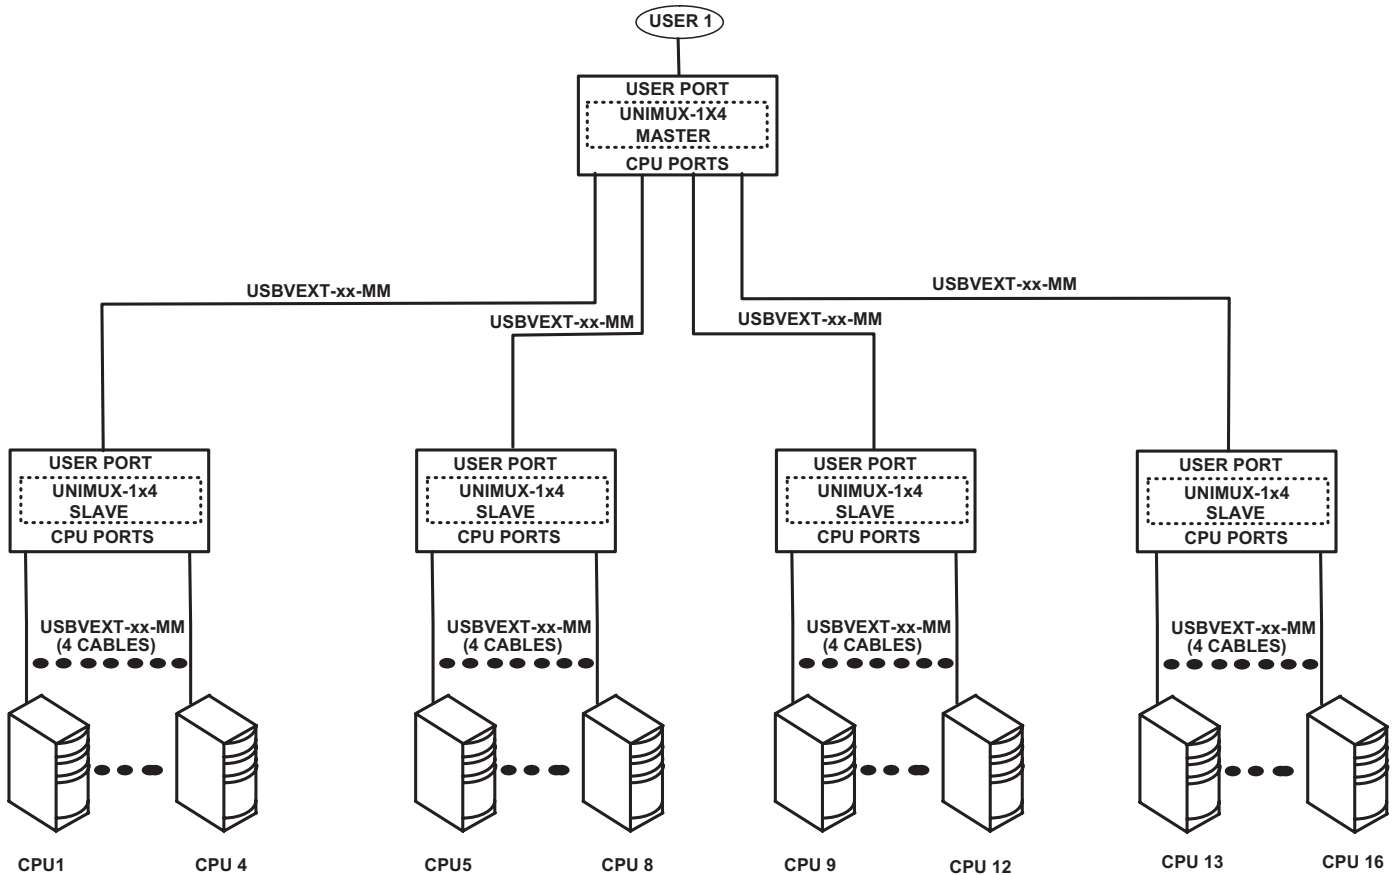 USER 1
USER PORT
UNIMUX-1X4
MASTER
CPU PORTS
USBVEXT-xx-MM
USBVEXT-xx-MM
USBVEXT-xx-MM
USBVEXT-xx-MM
USER PORT
UNIMUX-1x4
SLAVE
CPU PORTS
USER PORT
UNIMUX-1x4
SLAVE
CPU PORTS
USER PORT
UNIMUX-1x4
SLAVE
CPU PORTS
USER PORT
UNIMUX-1x4
SLAVE
CPU PORTS
USBVEXT-xx-MM
(4 CABLES)
USBVEXT-xx-MM
(4 CABLES)
USBVEXT-xx-MM
(4 CABLES)
USBVEXT-xx-MM
(4 CABLES)
CPU1
CPU 4
CPU5
CPU 8
CPU 9
CPU 12
CPU 13
CPU 16